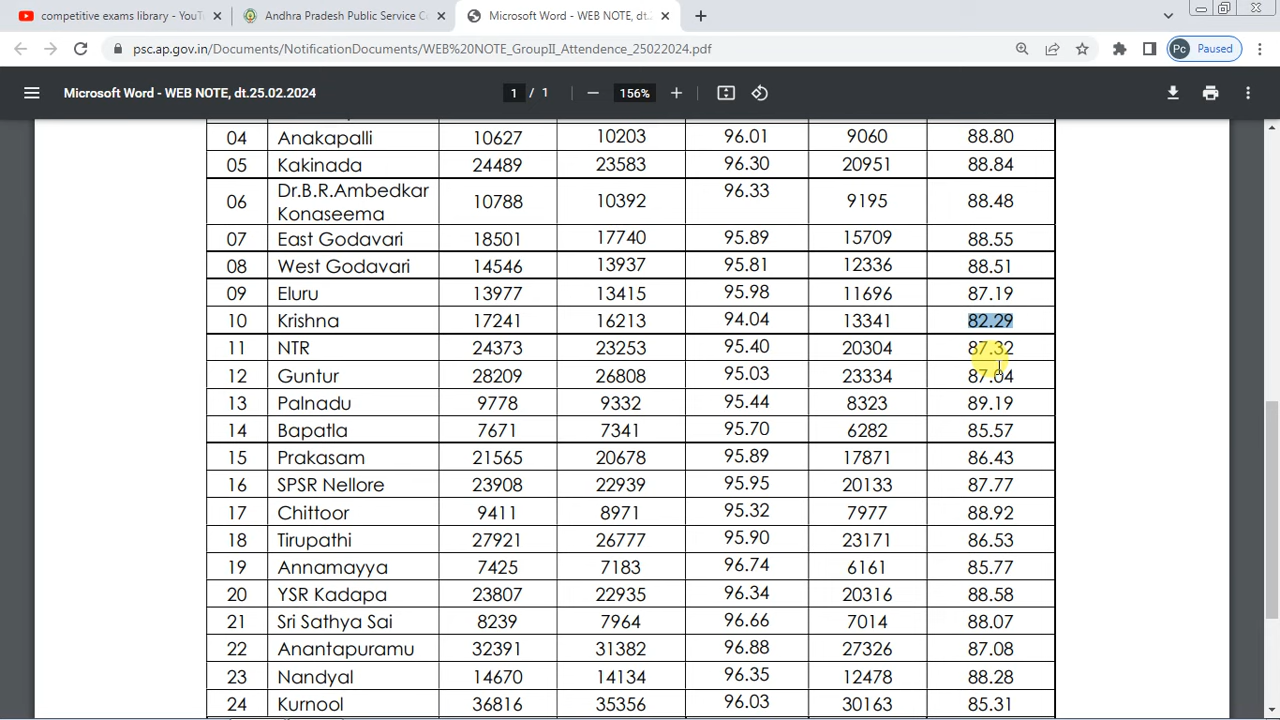 competitive exams library - YouT
Andhra Pradesh Public Service Co
Microsoft Word - WEB NOTE, dt.
psc.ap.gov.in/Documents/NotificationDocuments/WEB%20NOTE_GroupII_Attendence_25022024.pdf
Pc Paused
Microsoft Word - WEB NOTE, dt.25.02.2024
1 / 1
156%
04 Anakapalli 10627 10203 96.01 9060 88.80
05 Kakinada 24489 23583 96.30 20951 88.84
06 Dr.B.R.Ambedkar Konaseema 10788 10392 96.33 9195 88.48
07 East Godavari 18501 17740 95.89 15709 88.55
08 West Godavari 14546 13937 95.81 12336 88.51
09 Eluru 13977 13415 95.98 11696 87.19
10 Krishna 17241 16213 94.04 13341 82.29
11 NTR 24373 23253 95.40 20304 87.32
12 Guntur 28209 26808 95.03 23334 87.04
13 Palnadu 9778 9332 95.44 8323 89.19
14 Bapatla 7671 7341 95.70 6282 85.57
15 Prakasam 21565 20678 95.89 17871 86.43
16 SPSR Nellore 23908 22939 95.95 20133 87.77
17 Chittoor 9411 8971 95.32 7977 88.92
18 Tirupathi 27921 26777 95.90 23171 86.53
19 Annamayya 7425 7183 96.74 6161 85.77
20 YSR Kadapa 23807 22935 96.34 20316 88.58
21 Sri Sathya Sai 8239 7964 96.66 7014 88.07
22 Anantapuramu 32391 31382 96.88 27326 87.08
23 Nandyal 14670 14134 96.35 12478 88.28
24 Kurnool 36816 35356 96.03 30163 85.31